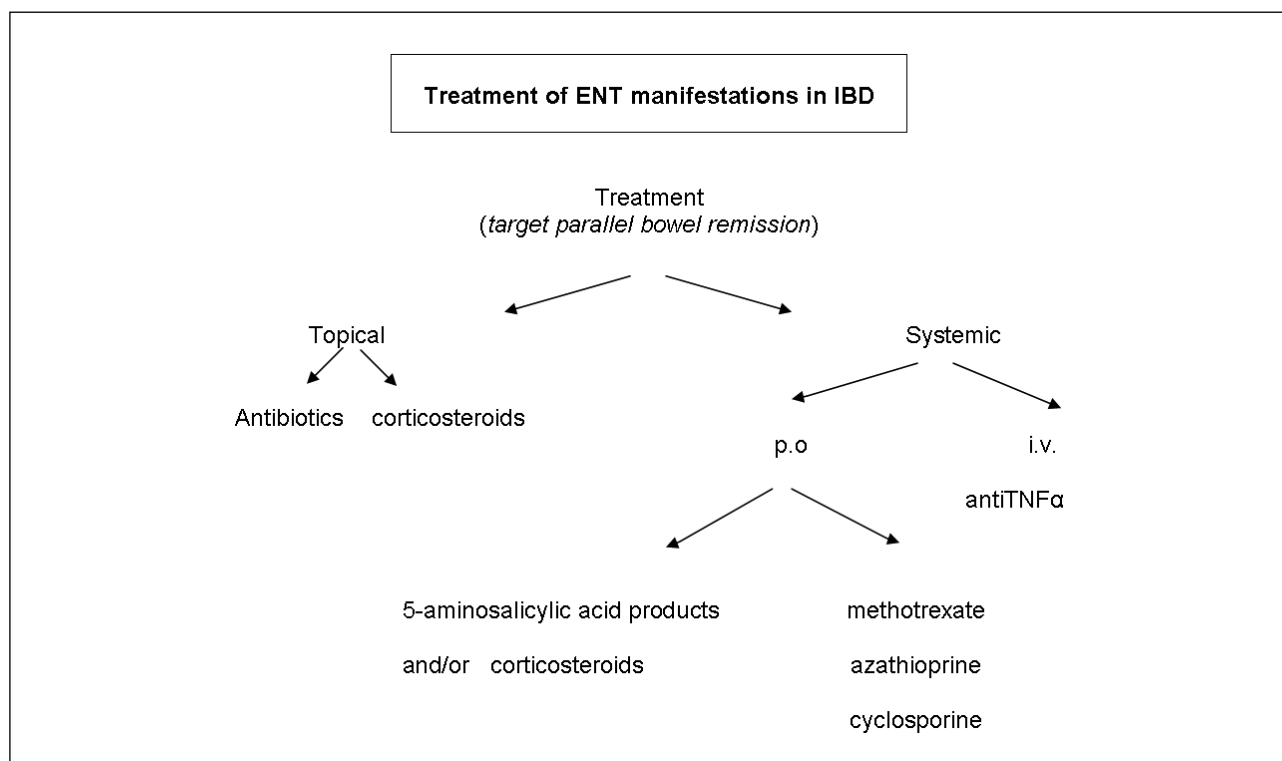 Treatment of ENT manifestations in IBD
Treatment
(target parallel bowel remission)
Topical
Systemic
Antibiotics corticosteroids
p.o
i.v.
antiTNFα
5-aminosalicylic acid products
and/or corticosteroids
methotrexate
azathioprine
cyclosporine